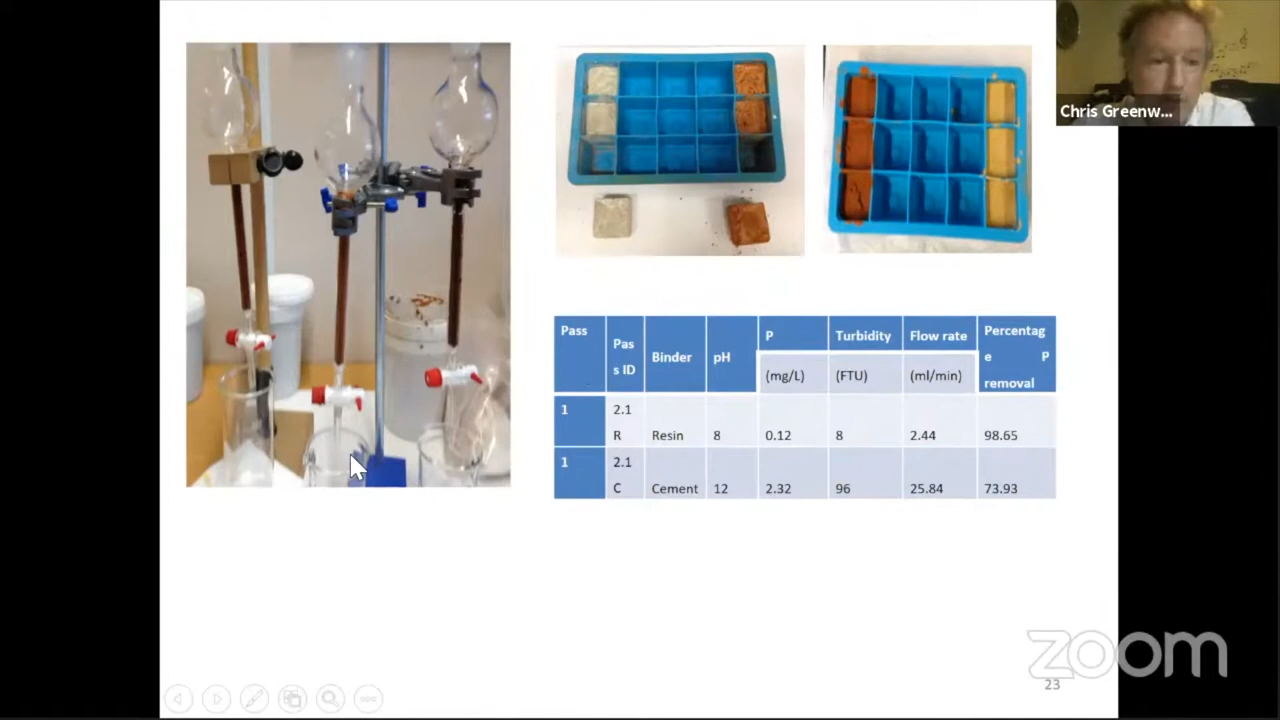 Chris Greenw...
Pass
Pas
s ID
Binder
pH
P
(mg/L)
Turbidity
(FTU)
Flow rate
(ml/min)
Percentag
e P
removal
1
2.1
R
Resin
8
0.12
8
2.44
98.65
1
2.1
C
Cement
12
2.32
96
25.84
73.93
zoom
23